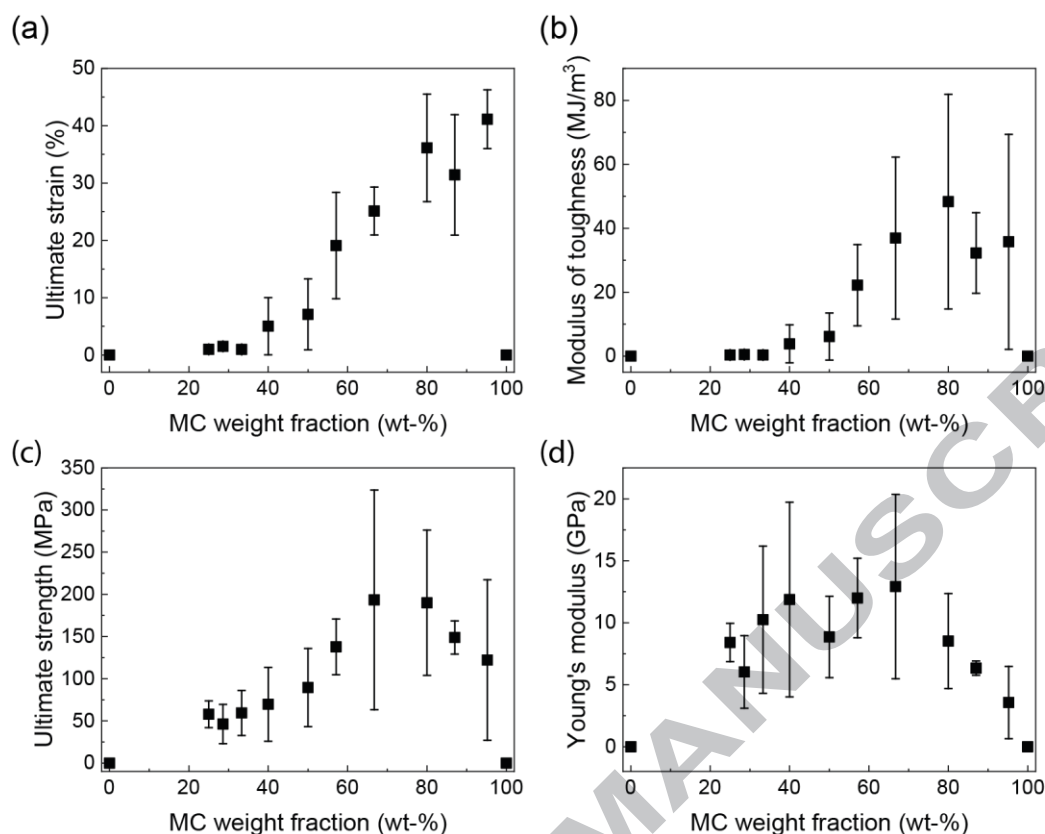 (a)
50
40
30
20
10
0
Ultimate strain (%)
0 20 40 60 80 100
MC weight fraction (wt-%)
(b)
80
60
40
20
0
Modulus of toughness (MJ/m³)
0 20 40 60 80 100
MC weight fraction (wt-%)
(c)
350
300
250
200
150
100
50
0
Ultimate strength (MPa)
0 20 40 60 80 100
MC weight fraction (wt-%)
(d)
20
15
10
5
0
Young's modulus (GPa)
0 20 40 60 80 100
MC weight fraction (wt-%)